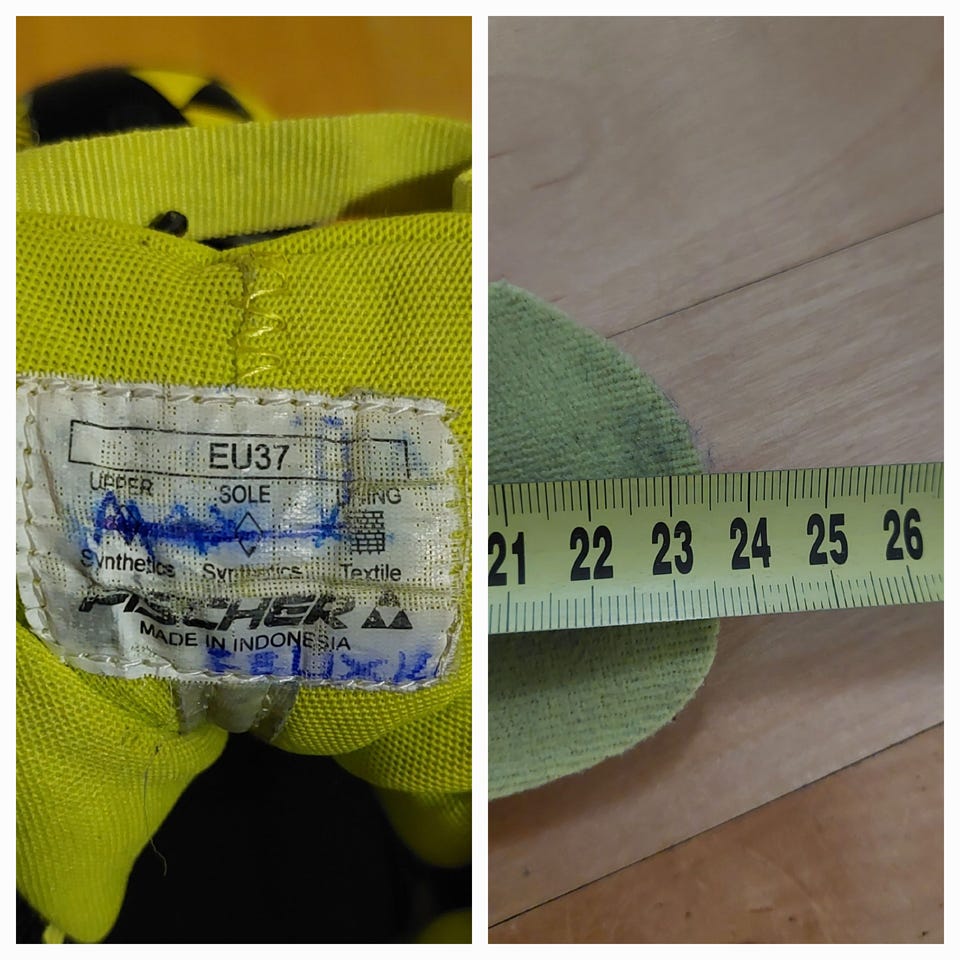 EU37
UPPER SOLE
Synthetics Synthetics Textile
FISCHER
MADE IN INDONESIA
21 22 23 24 25 26